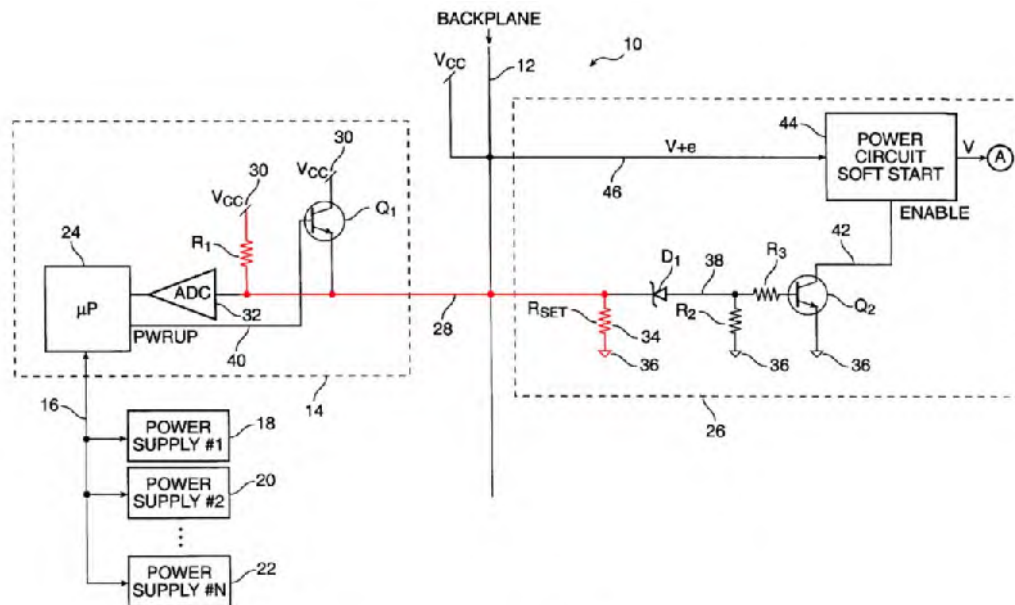 BACKPLANE
10
VCC
12
44
POWER
CIRCUIT
SOFT START
V
A
V+e
46
ENABLE
30
VCC
30
VCC
Q1
R1
24
μP
ADC
32
PWRUP
40
28
42
D1
38
R3
Q2
RSET
34
R2
36
36
36
14
26
16
POWER
SUPPLY #1
18
POWER
SUPPLY #2
20
POWER
SUPPLY #N
22